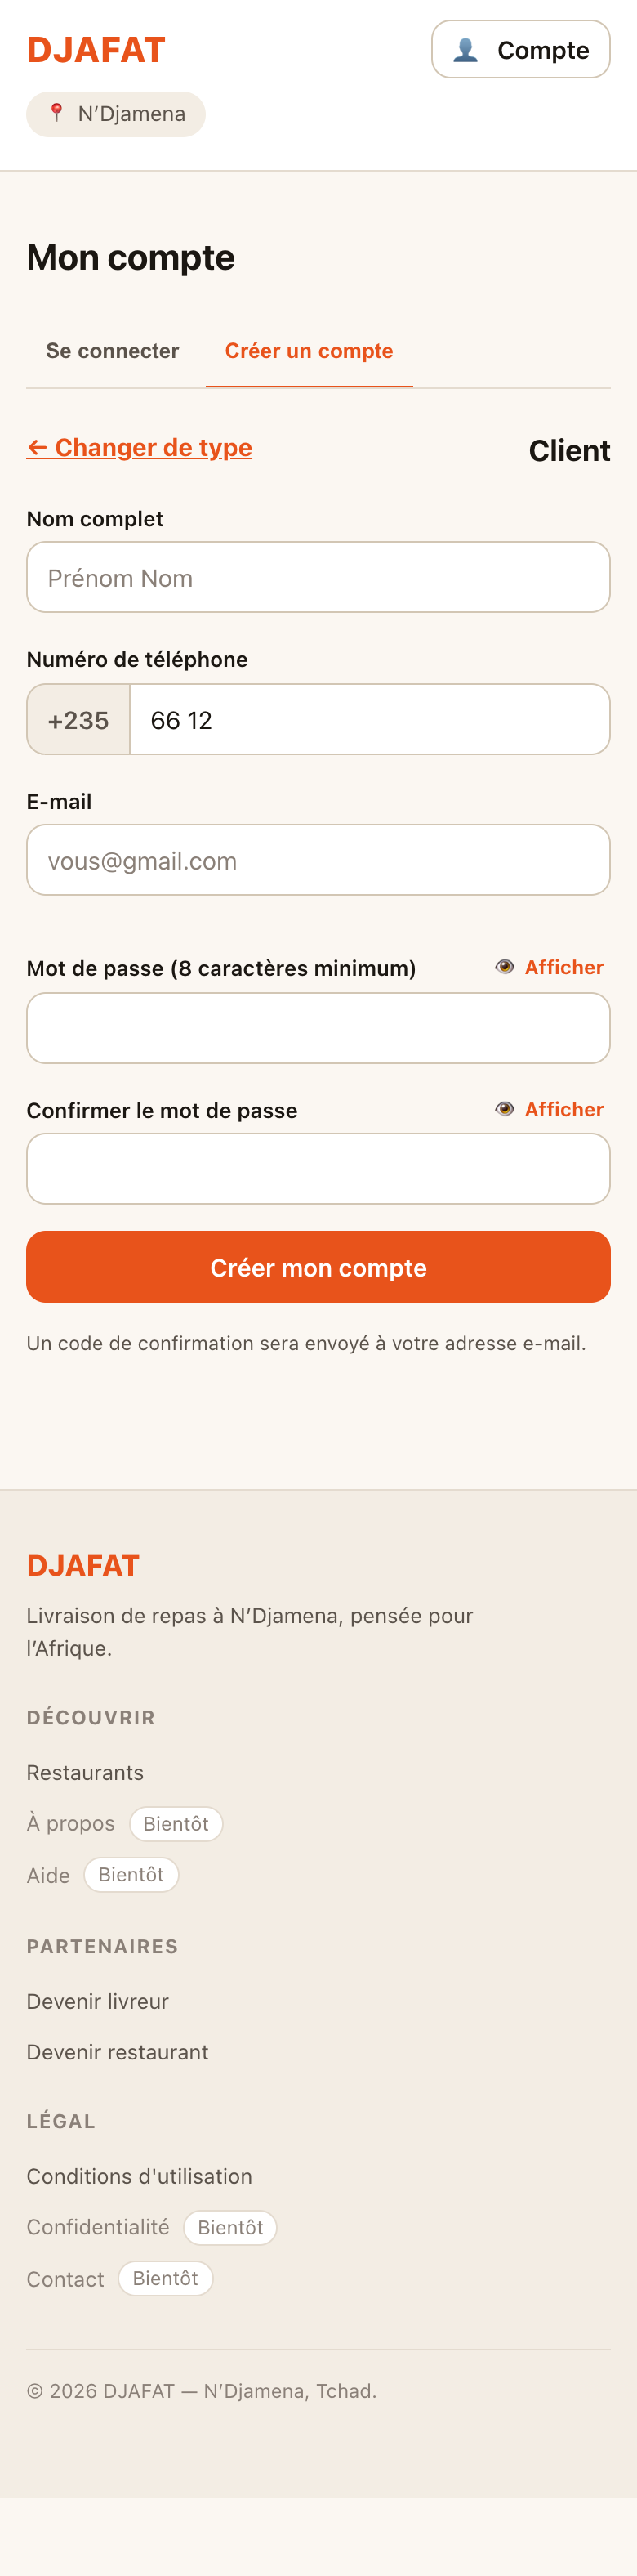 DJAFAT
Compte
N’Djamena
Mon compte
Se connecter
Créer un compte
← Changer de type
Client
Nom complet
Prénom Nom
Numéro de téléphone
+235
66 12
E-mail
vous@gmail.com
Mot de passe (8 caractères minimum)
Afficher
Confirmer le mot de passe
Afficher
Créer mon compte
Un code de confirmation sera envoyé à votre adresse e-mail.
DJAFAT
Livraison de repas à N’Djamena, pensée pour
l’Afrique.
DÉCOUVRIR
Restaurants
À propos Bientôt
Aide Bientôt
PARTENAIRES
Devenir livreur
Devenir restaurant
LÉGAL
Conditions d'utilisation
Confidentialité Bientôt
Contact Bientôt
© 2026 DJAFAT — N’Djamena, Tchad.